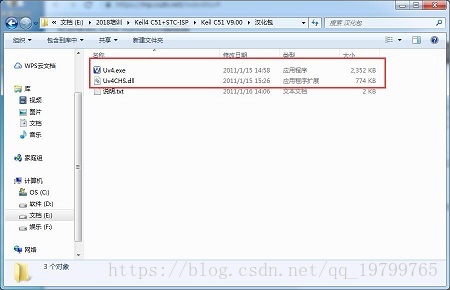 文档 (E:) ▸ 2018培训 ▸ Keil4 C51+STC-ISP ▸ Keil C51 V9.00 ▸ 汉化包
组织 包含到库中 共享 新建文件夹
名称 修改日期 类型 大小
Uv4.exe 2011/1/15 14:58 应用程序 2,352 KB
Uv4CHS.dll 2011/1/15 15:26 应用程序扩展 774 KB
说明.txt 2011/1/16 14:06 文本文档 2 KB
WPS云文档
库
视频
图片
文档
音乐
家庭组
计算机
OS (C:)
软件 (D:)
文档 (E:)
娱乐 (F:)
网络
3 个对象
https://blog.csdn.net/qq_19799765